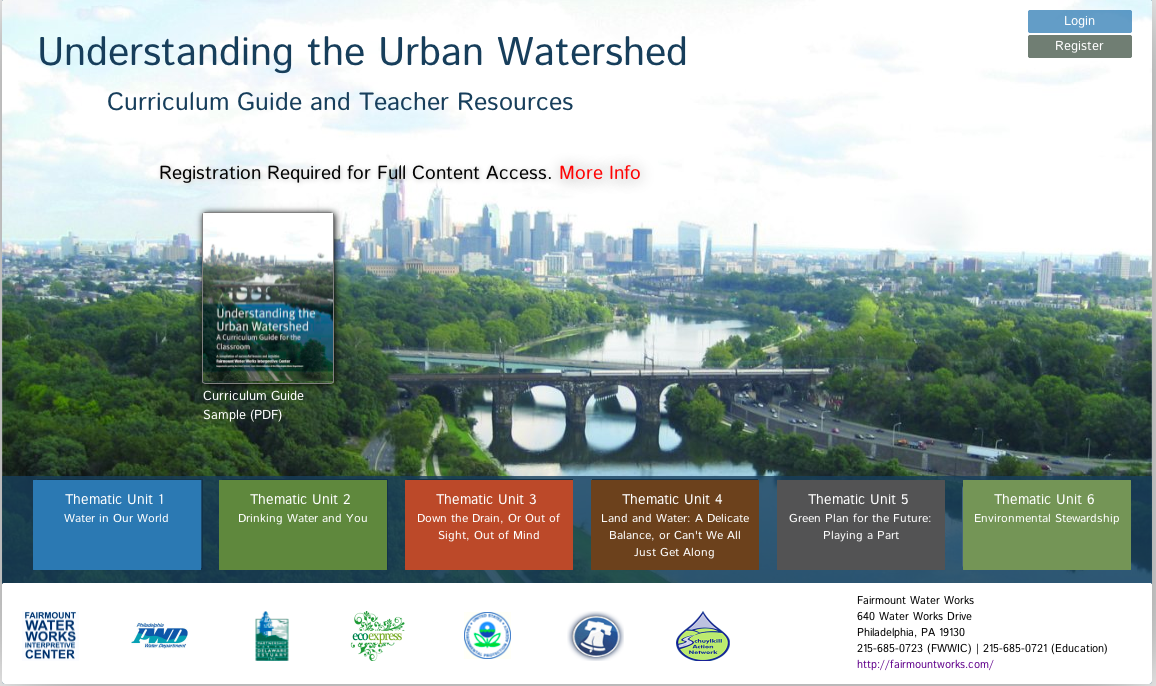 Login
Register
Understanding the Urban Watershed
Curriculum Guide and Teacher Resources
Registration Required for Full Content Access. More Info
Understanding the
Urban Watershed
A Curriculum Guide for the
Classroom
Fairmount Water Works Interpretive Center
Curriculum Guide
Sample (PDF)
Thematic Unit 1
Water in Our World
Thematic Unit 2
Drinking Water and You
Thematic Unit 3
Down the Drain, Or Out of
Sight, Out of Mind
Thematic Unit 4
Land and Water: A Delicate
Balance, or Can't We All
Just Get Along
Thematic Unit 5
Green Plan for the Future:
Playing a Part
Thematic Unit 6
Environmental Stewardship
FAIRMOUNT
WATER
WORKS
INTERPRETIVE
CENTER
Philadelphia
PWD
Water Department
PARTNERSHIP
DELAWARE
ESTUARY
ecoexpress
Schuylkill
Action
Network
Fairmount Water Works
640 Water Works Drive
Philadelphia, PA 19130
215-685-0723 (FWWIC) | 215-685-0721 (Education)
http://fairmountworks.com/